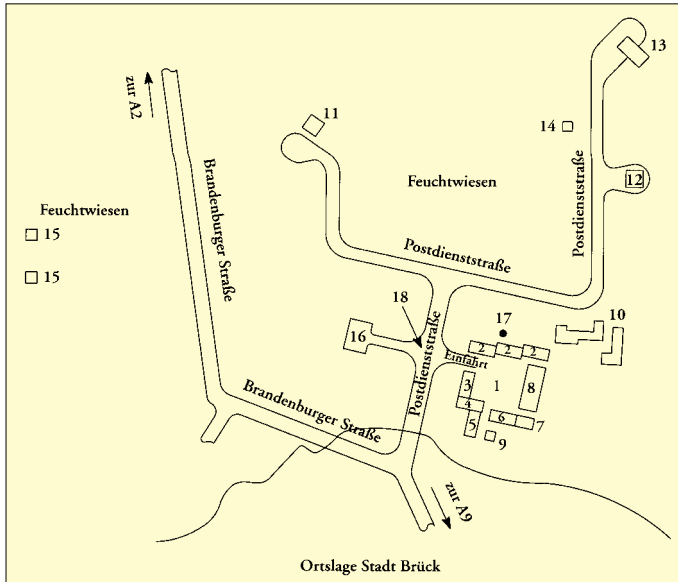 13
zur A2
11
14
Brandenburger Straße
Postdienststraße
Feuchtwiesen
12
Feuchtwiesen
15
15
Postdienststraße
18
17
10
16
2 2 2
Einfahrt
Postdienststraße
3
1
8
4
Brandenburger Straße
5
6
7
9
zur A9
Ortslage Stadt Brück